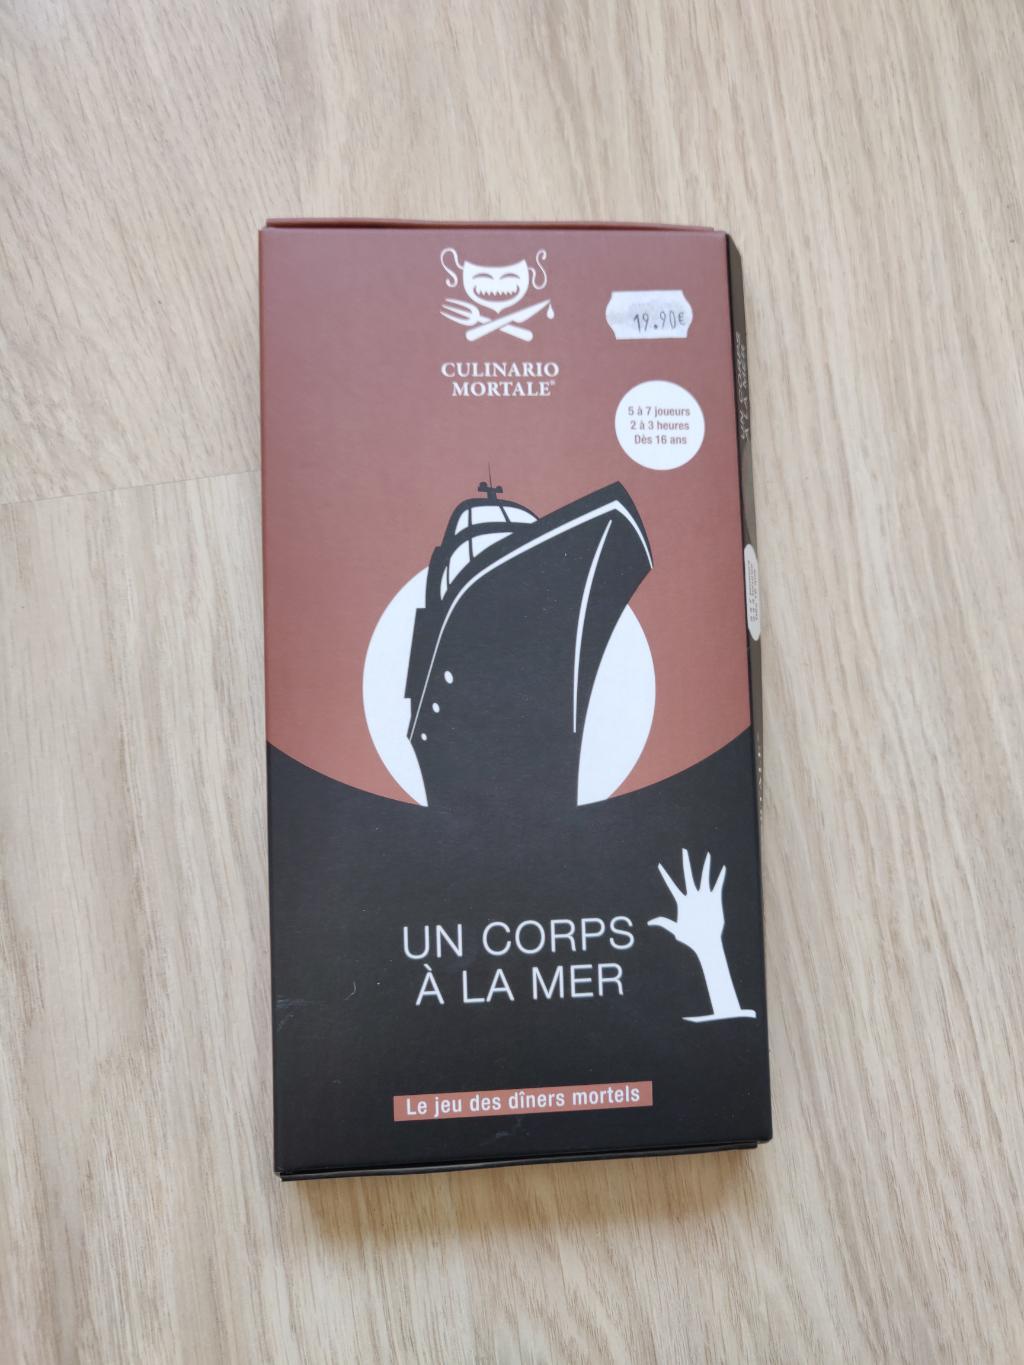 CULINARIO
MORTALE®
19.90€
5 à 7 joueurs
2 à 3 heures
Dès 16 ans
UN CORPS
À LA MER
UN CORPS
À LA MER
Le jeu des dîners mortels